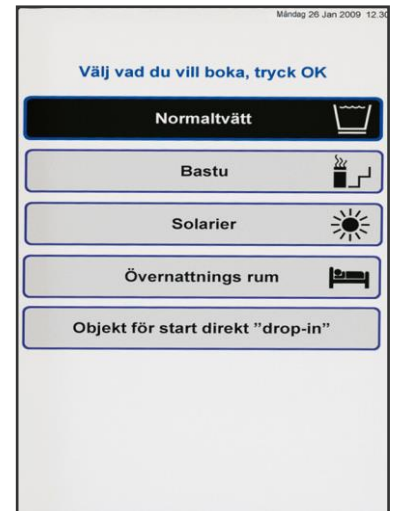 Måndag 26 Jan 2009 12.30
Välj vad du vill boka, tryck OK
Normaltvätt
Bastu
Solarier
Övernattnings rum
Objekt för start direkt ”drop-in”